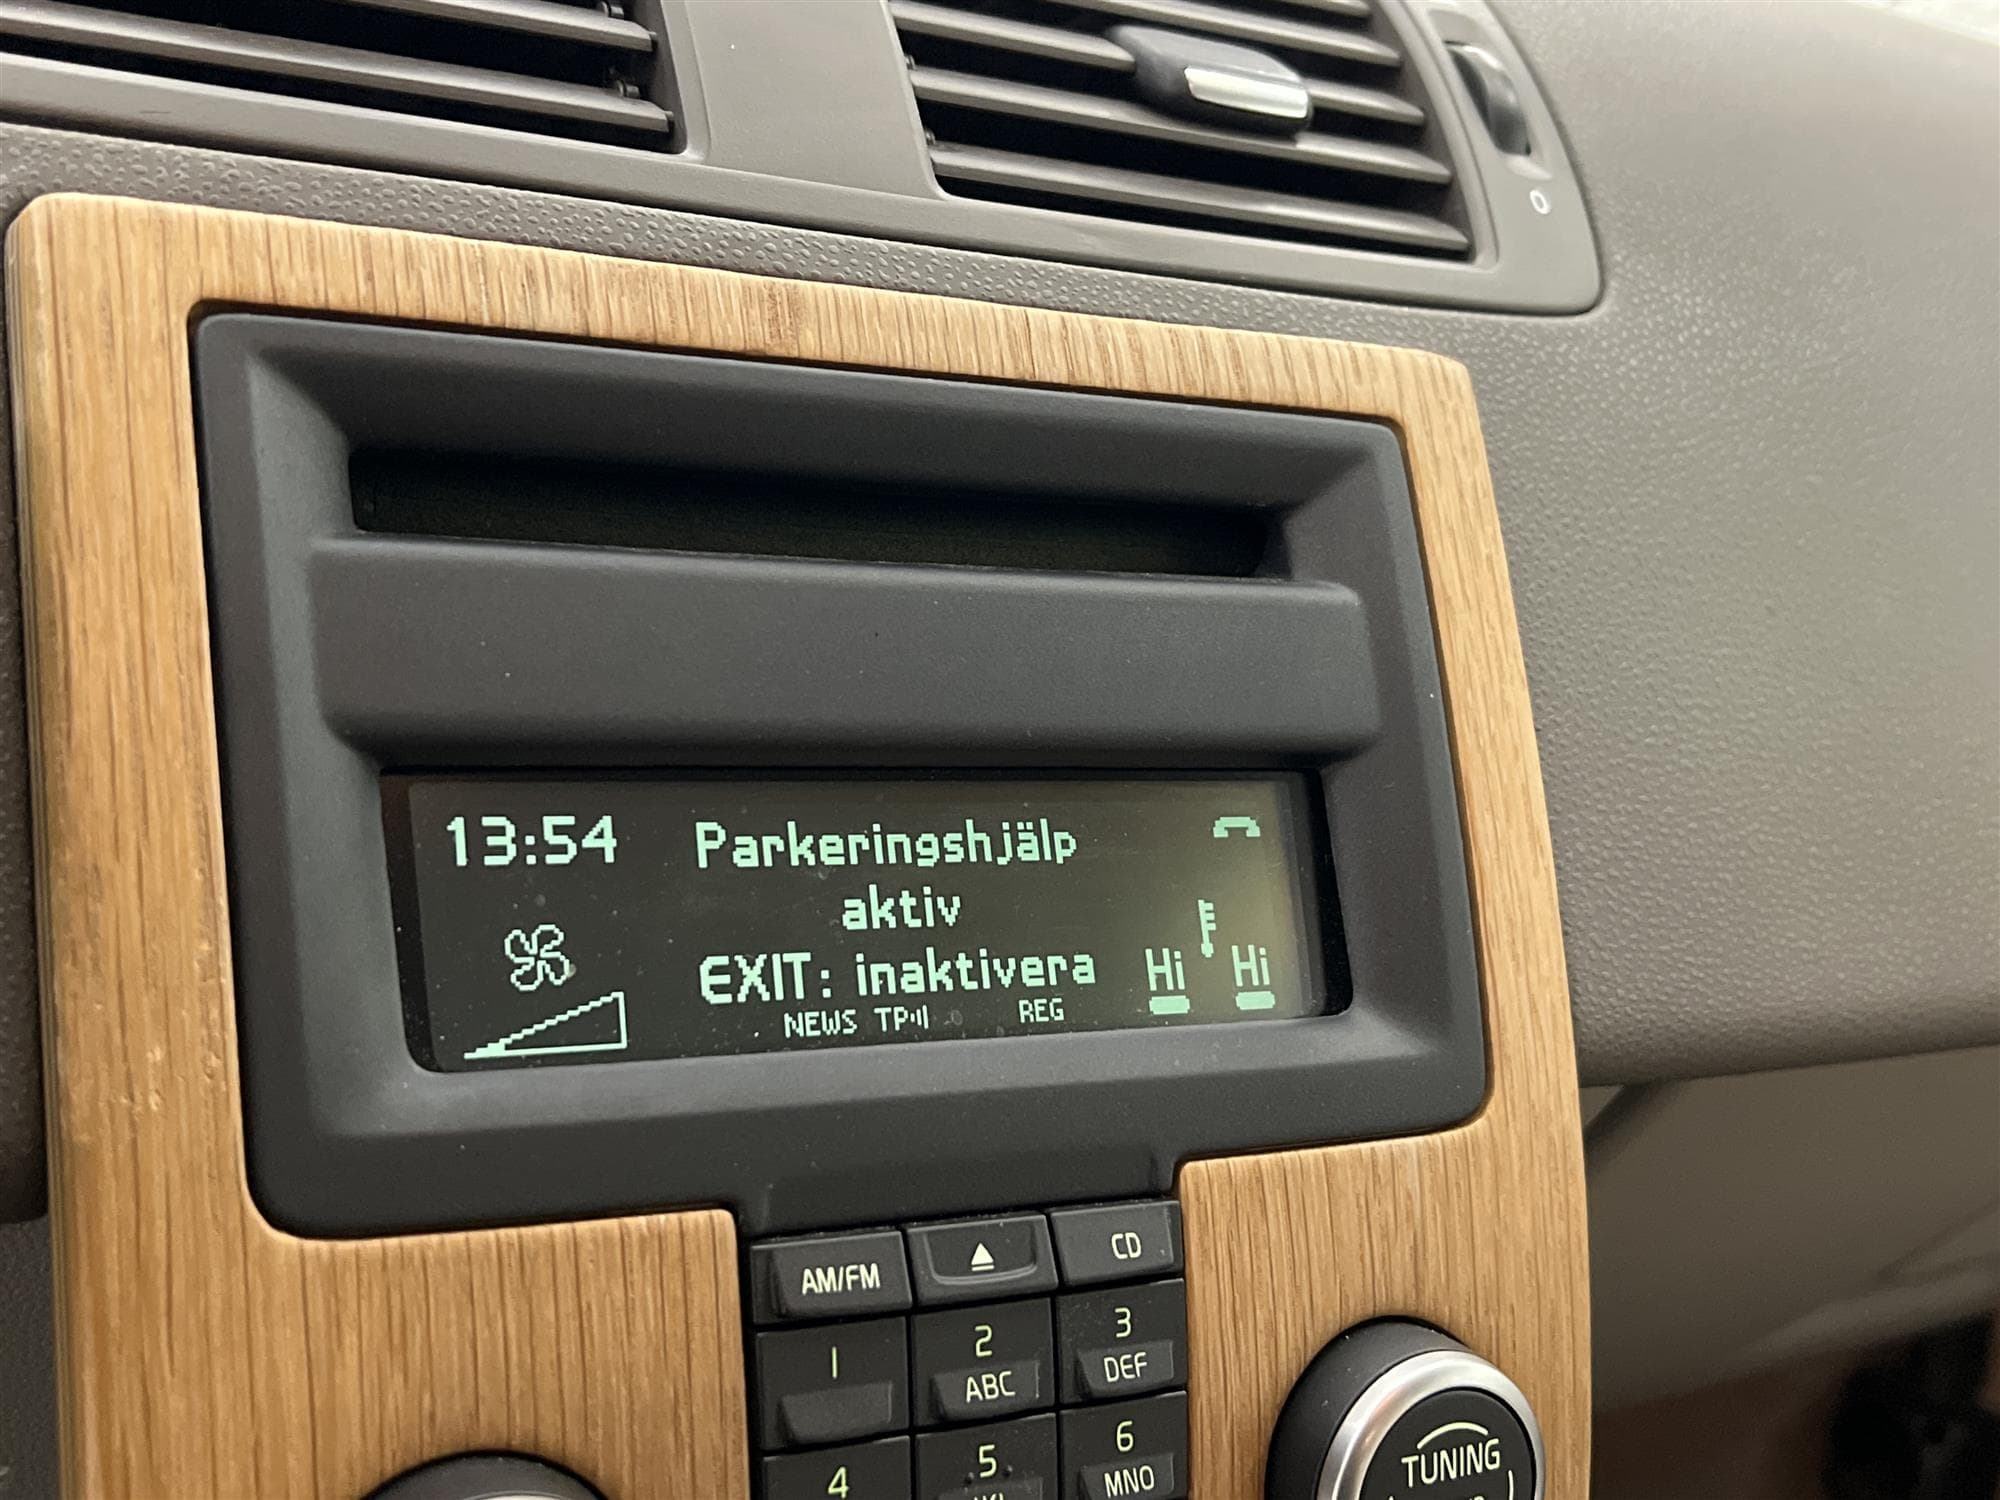 O
13:54
Parkeringshjälp
aktiv
EXIT: inaktivera
Hi Hi
NEWS TP REG
AM/FM CD
1 2 3
ABC DEF
4 5 6
MNO
TUNING